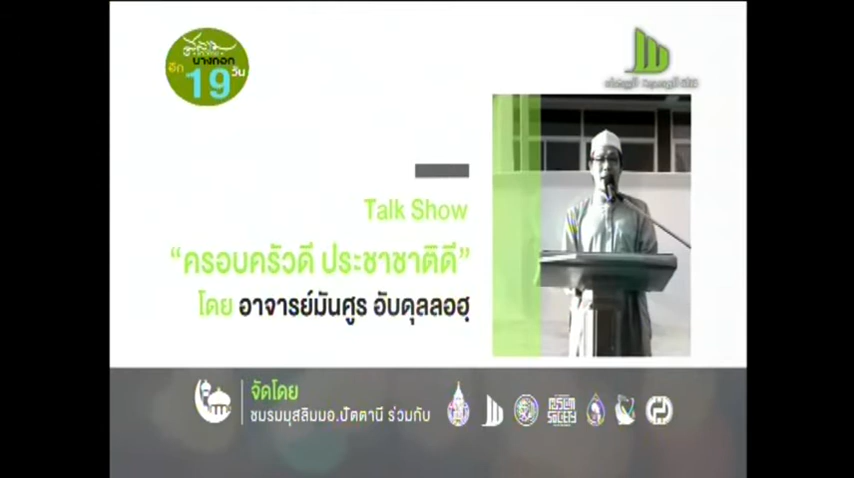 บางกอก
อีก 19 วัน
Talk Show
“ครอบครัวดี ประชาชาติดี”
โดย อาจารย์มันศูร อับดุลลอฮฺ
จัดโดย
ชมรมมุสลิมมอ.ปัตตานี ร่วมกับ
MUSLIM
SOCIETY